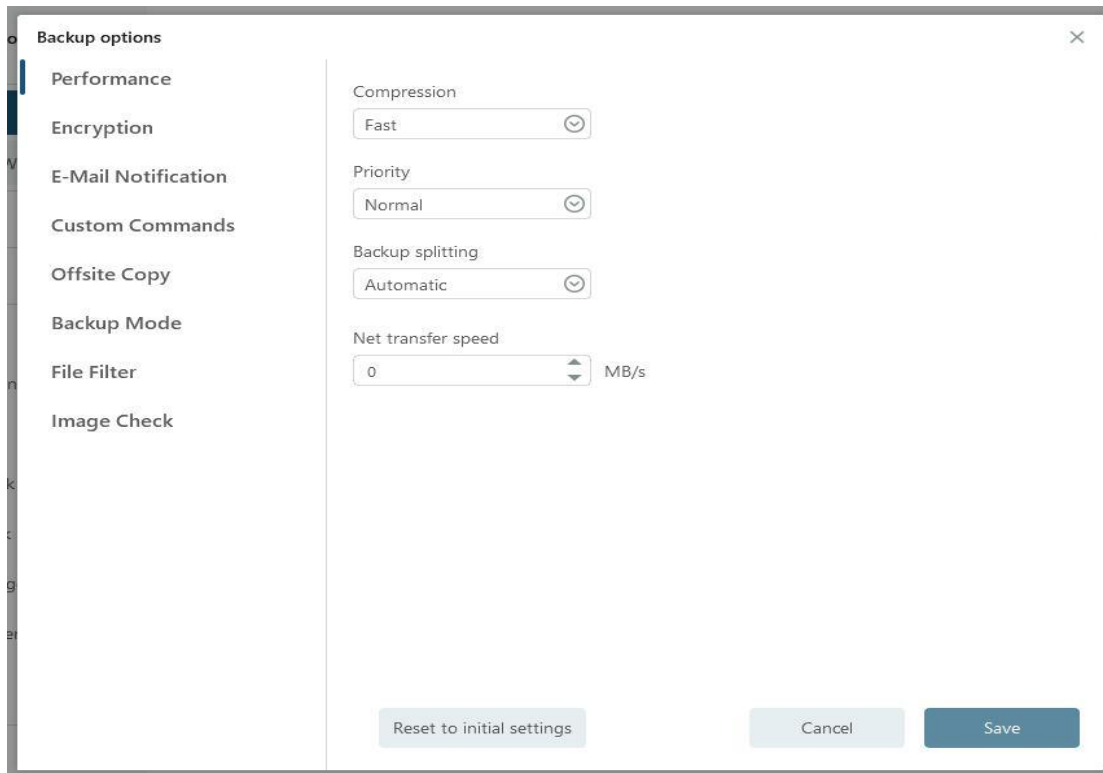 Backup options
Performance
Encryption
E-Mail Notification
Custom Commands
Offsite Copy
Backup Mode
File Filter
Image Check
Compression
Fast
Priority
Normal
Backup splitting
Automatic
Net transfer speed
0 MB/s
Reset to initial settings
Cancel
Save